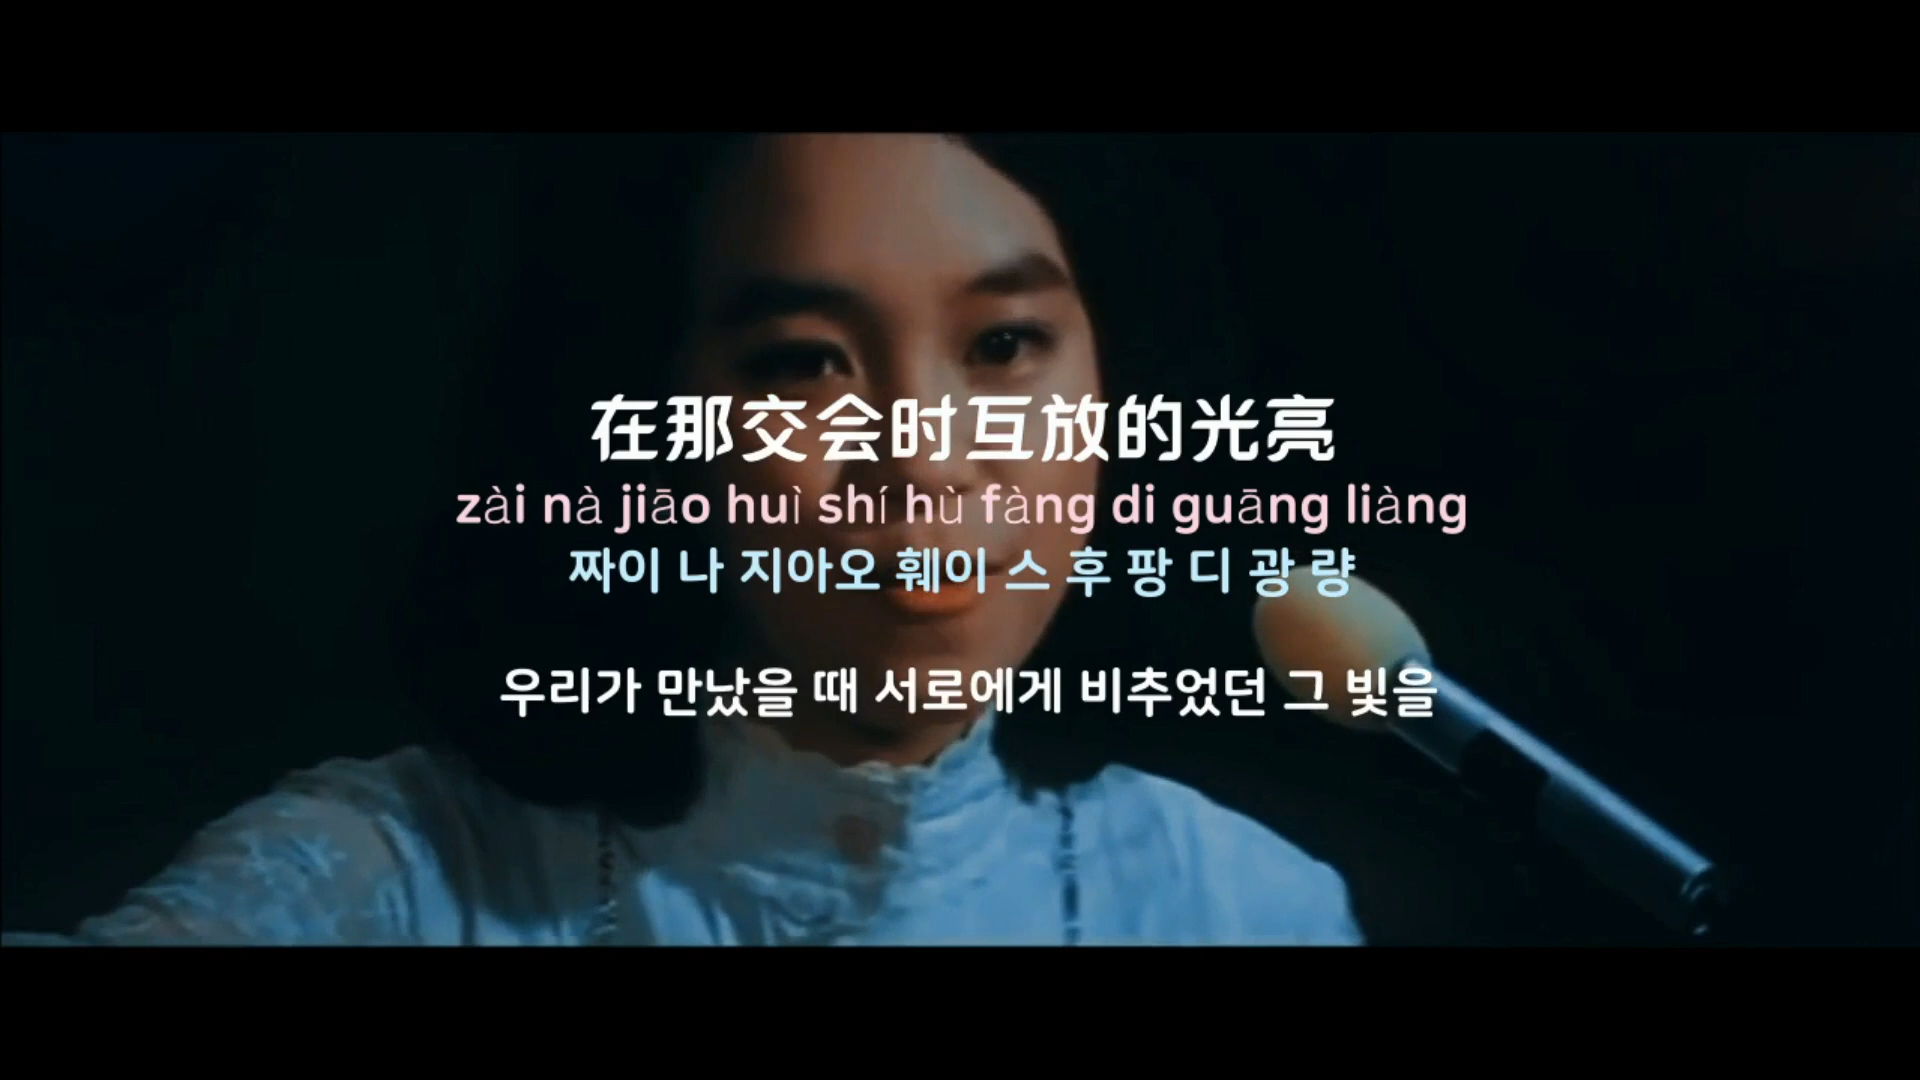 在那交会时互放的光亮
zài nà jiāo huì shí hù fàng di guāng liàng
짜이 나 지아오 훼이 스 후 팡 디 광 량
우리가 만났을 때 서로에게 비추었던 그 빛을